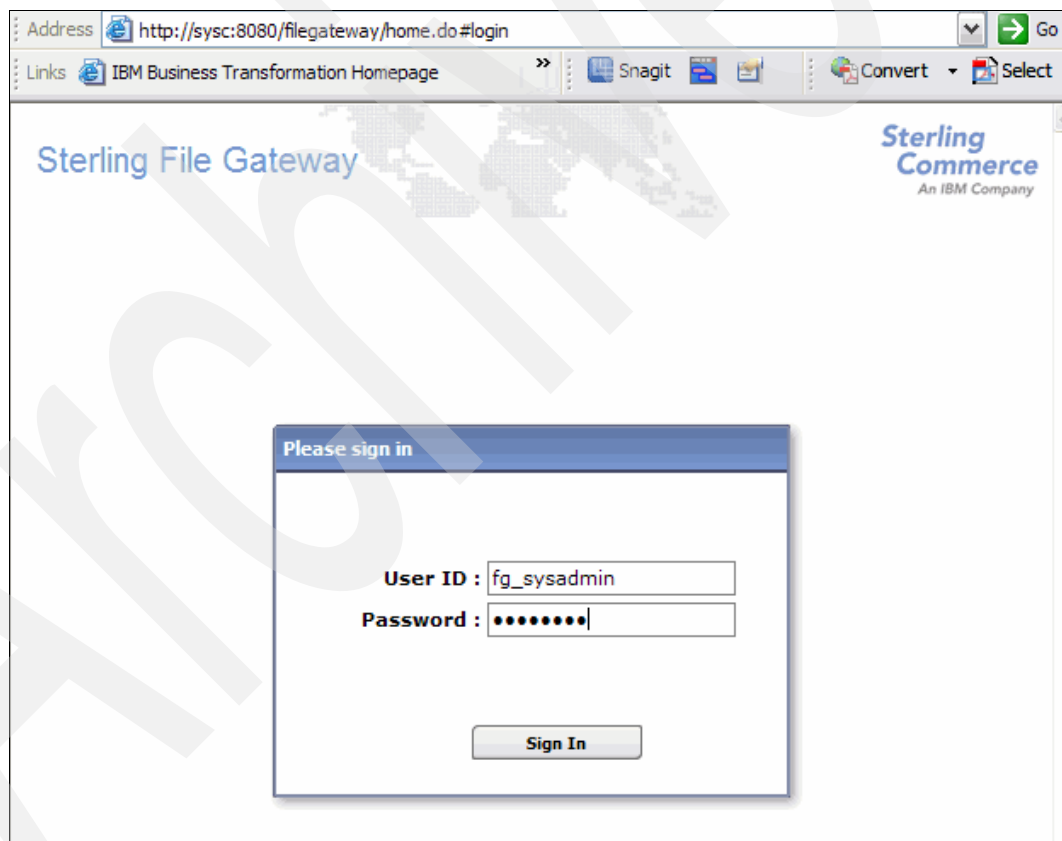 Address http://sysc:8080/filegateway/home.do#login Go
Links IBM Business Transformation Homepage » Snagit Convert Select
Sterling File Gateway
Sterling
Commerce
An IBM Company
Please sign in
User ID : fg_sysadmin
Password : ••••••••
Sign In
Archive